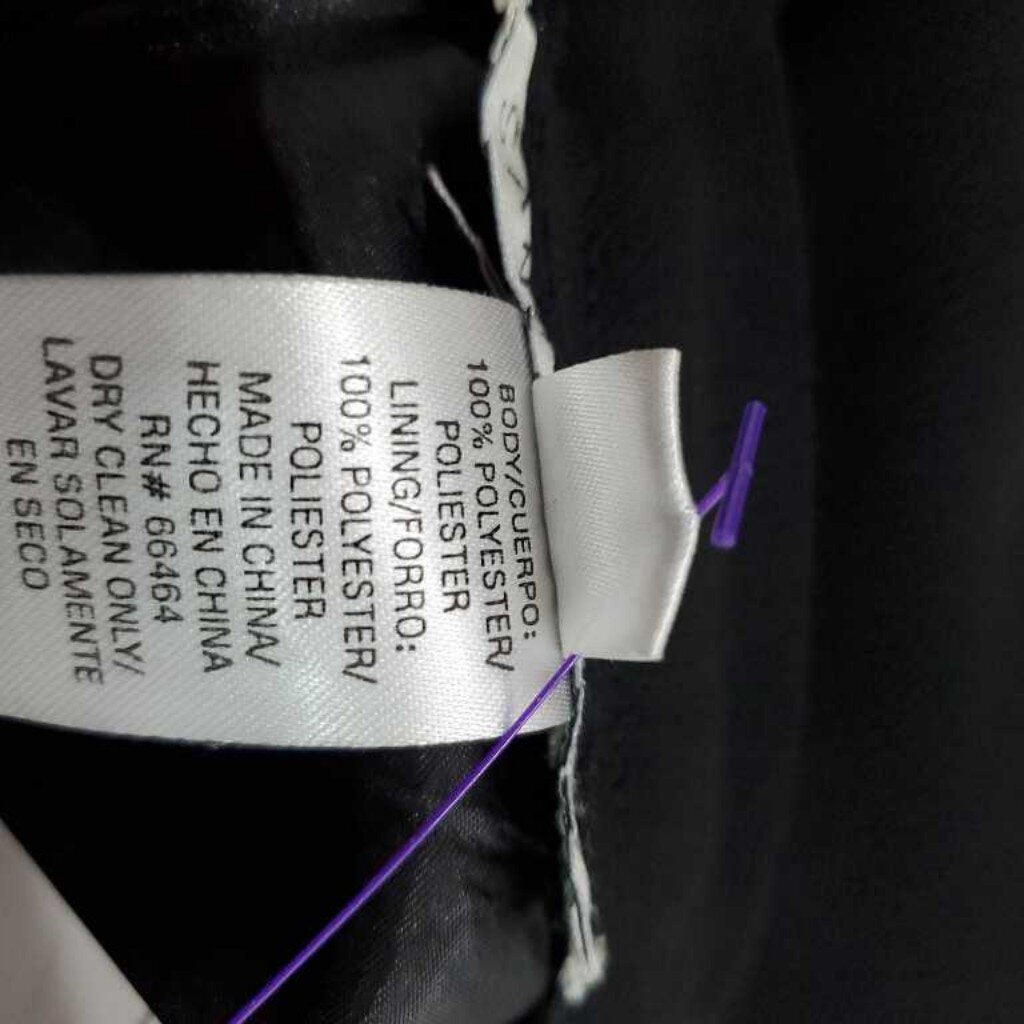 BODY/CUERPO:
100% POLYESTER/
POLIESTER
LINING/FORRO:
100% POLYESTER/
POLIESTER
MADE IN CHINA/
HECHO EN CHINA
RN# 66464
DRY CLEAN ONLY/
LAVAR SOLAMENTE
EN SECO